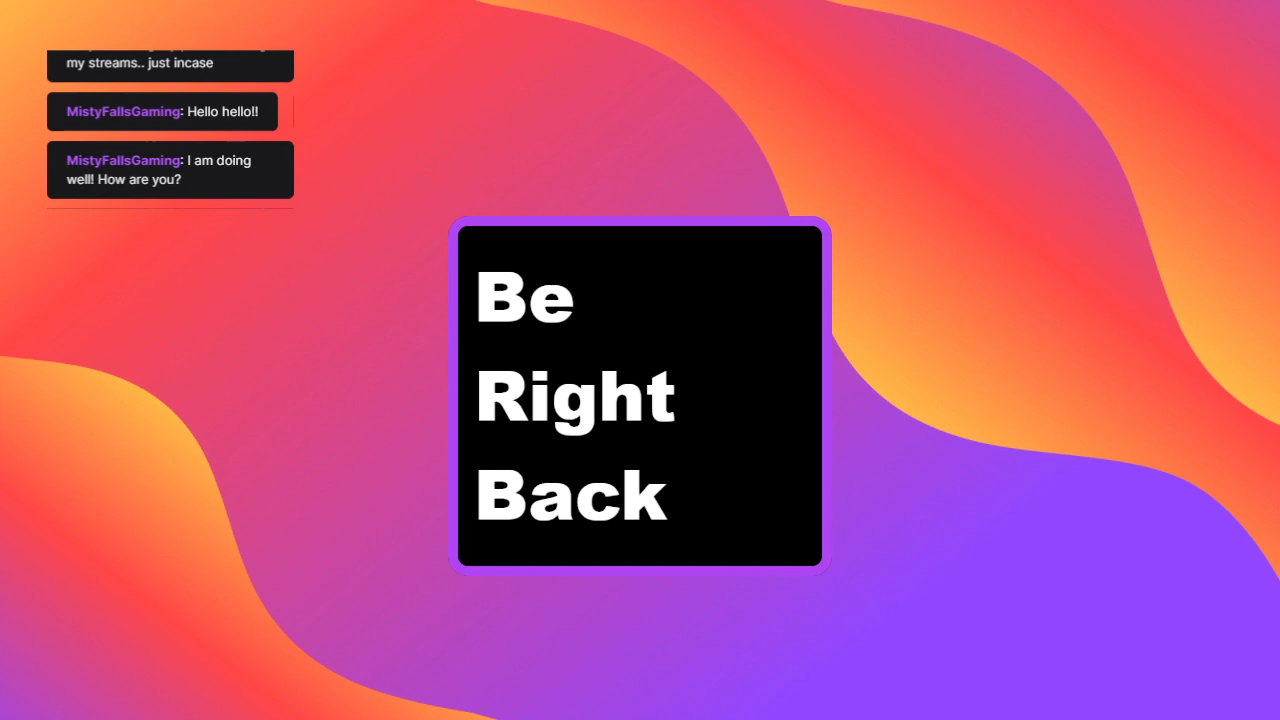 my streams.. just incase
MistyFallsGaming: Hello hello!!
MistyFallsGaming: I am doing
well! How are you?
Be
Right
Back